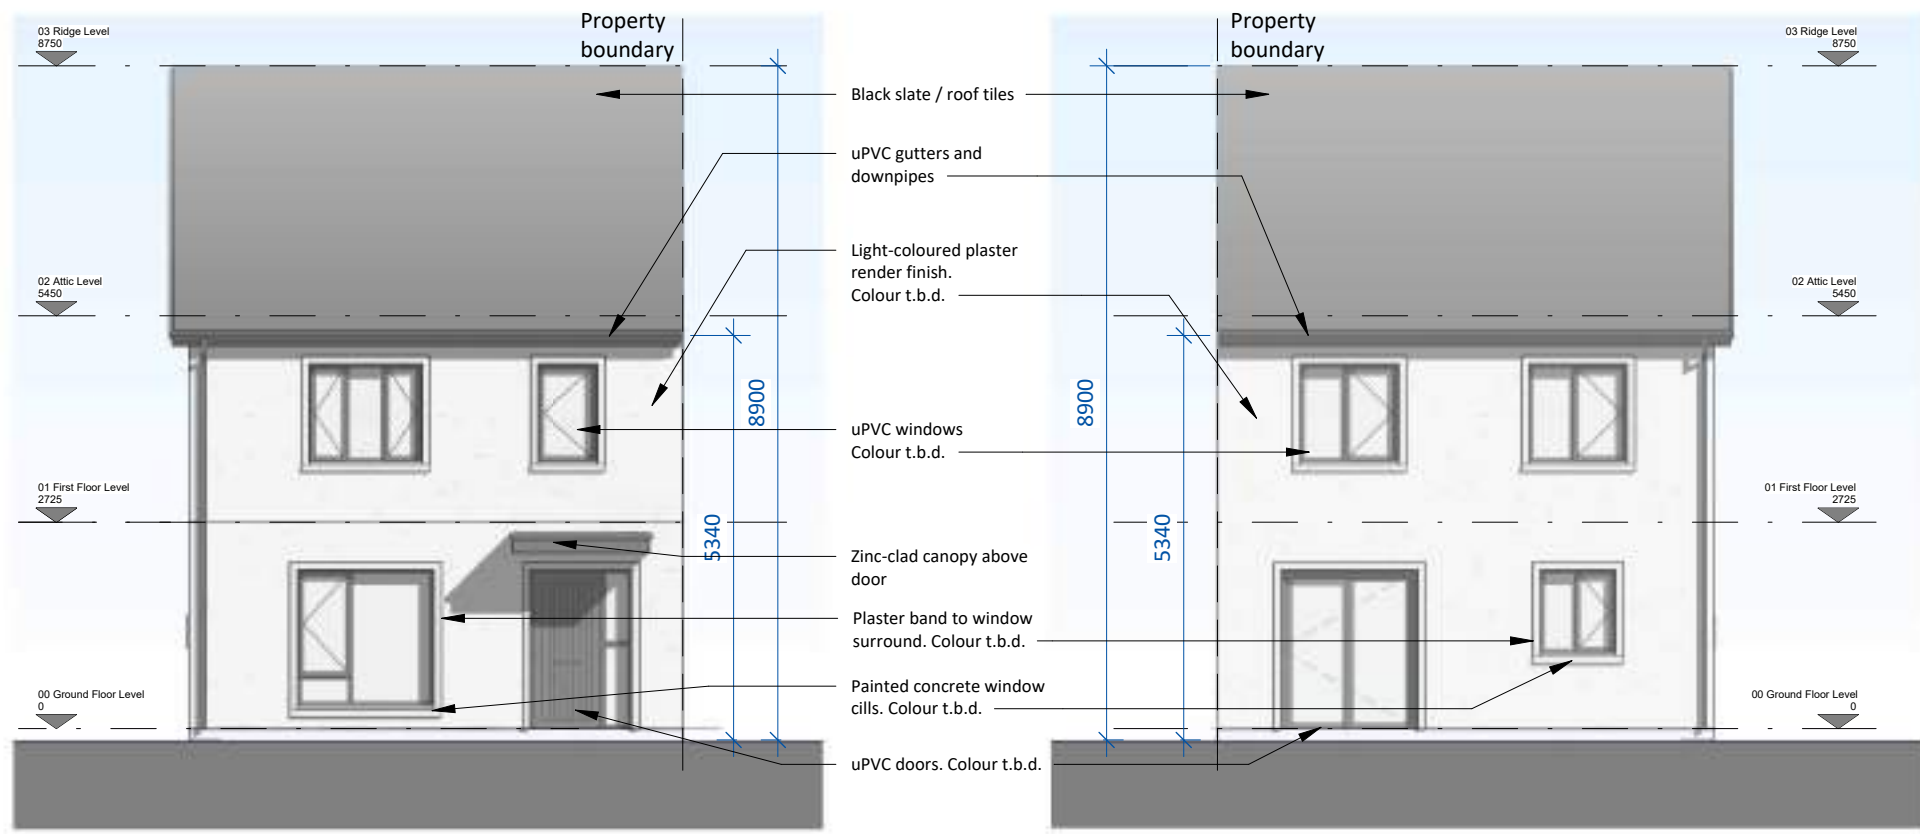 Property
boundary
03 Ridge Level
8750
02 Attic Level
5450
01 First Floor Level
2725
00 Ground Floor Level
0
8900
5340
Black slate / roof tiles
uPVC gutters and
downpipes
Light-coloured plaster
render finish.
Colour t.b.d.
uPVC windows
Colour t.b.d.
Zinc-clad canopy above
door
Plaster band to window
surround. Colour t.b.d.
Painted concrete window
cills. Colour t.b.d.
uPVC doors. Colour t.b.d.
Property
boundary
8900
5340
03 Ridge Level
8750
02 Attic Level
5450
01 First Floor Level
2725
00 Ground Floor Level
0